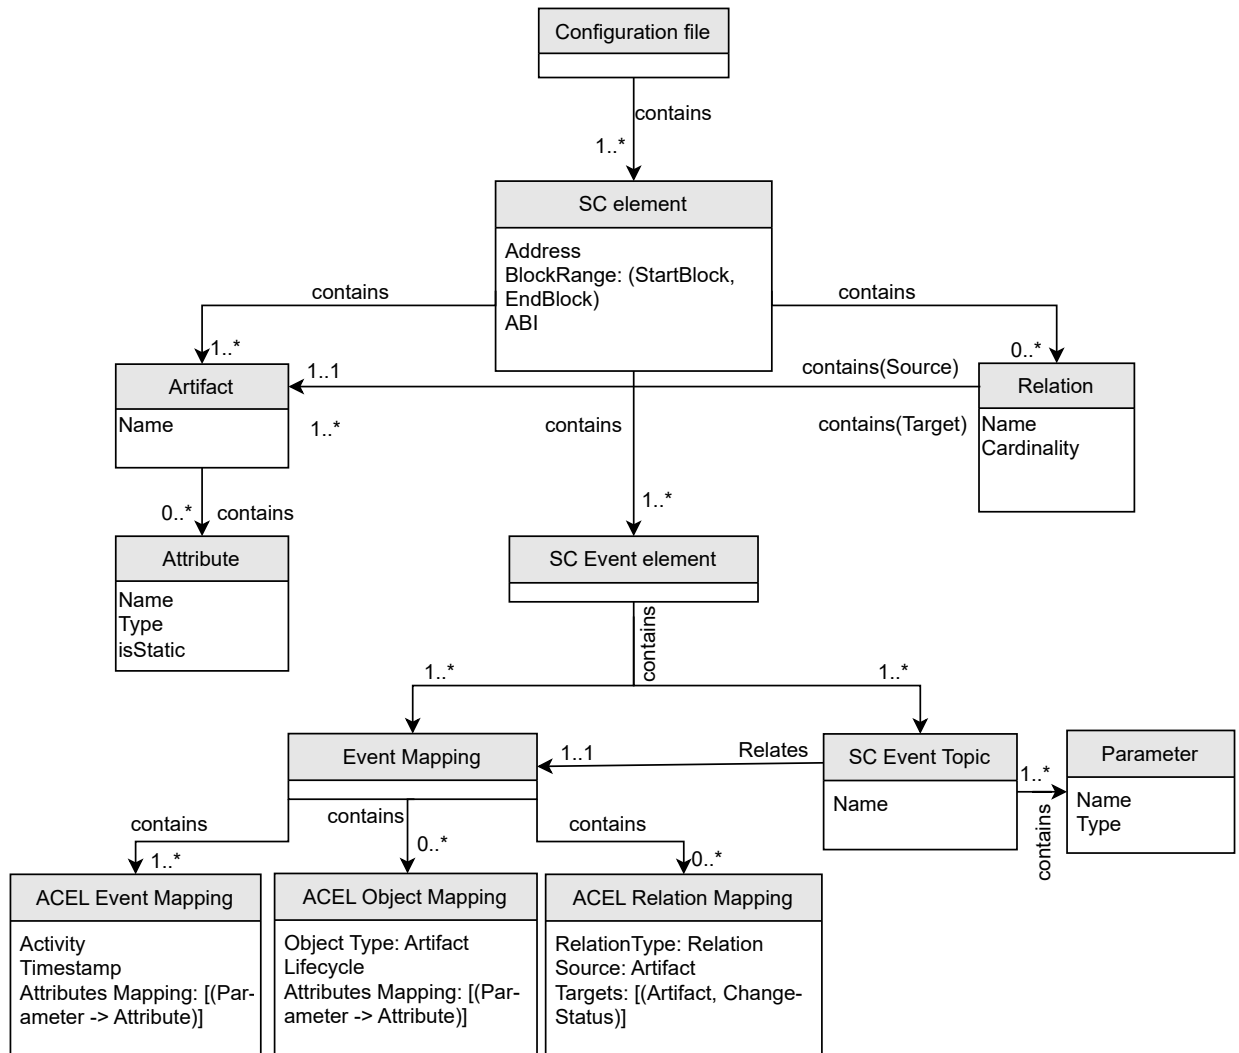 Configuration file
contains
1..*
SC element
Address
BlockRange: (StartBlock,
EndBlock)
ABI
contains
contains
1..*
0..*
Artifact
Name
1..1
1..*
contains(Source)
contains(Target)
Relation
Name
Cardinality
contains
1..*
0..*
contains
Attribute
Name
Type
isStatic
SC Event element
contains
1..*
1..*
Event Mapping
1..1
Relates
SC Event Topic
Name
1..*
contains
Parameter
Name
Type
contains
1..*
contains
0..*
contains
0..*
ACEL Event Mapping
Activity
Timestamp
Attributes Mapping: [(Par-
ameter -> Attribute)]
ACEL Object Mapping
Object Type: Artifact
Lifecycle
Attributes Mapping: [(Par-
ameter -> Attribute)]
ACEL Relation Mapping
RelationType: Relation
Source: Artifact
Targets: [(Artifact, Change-
Status)]